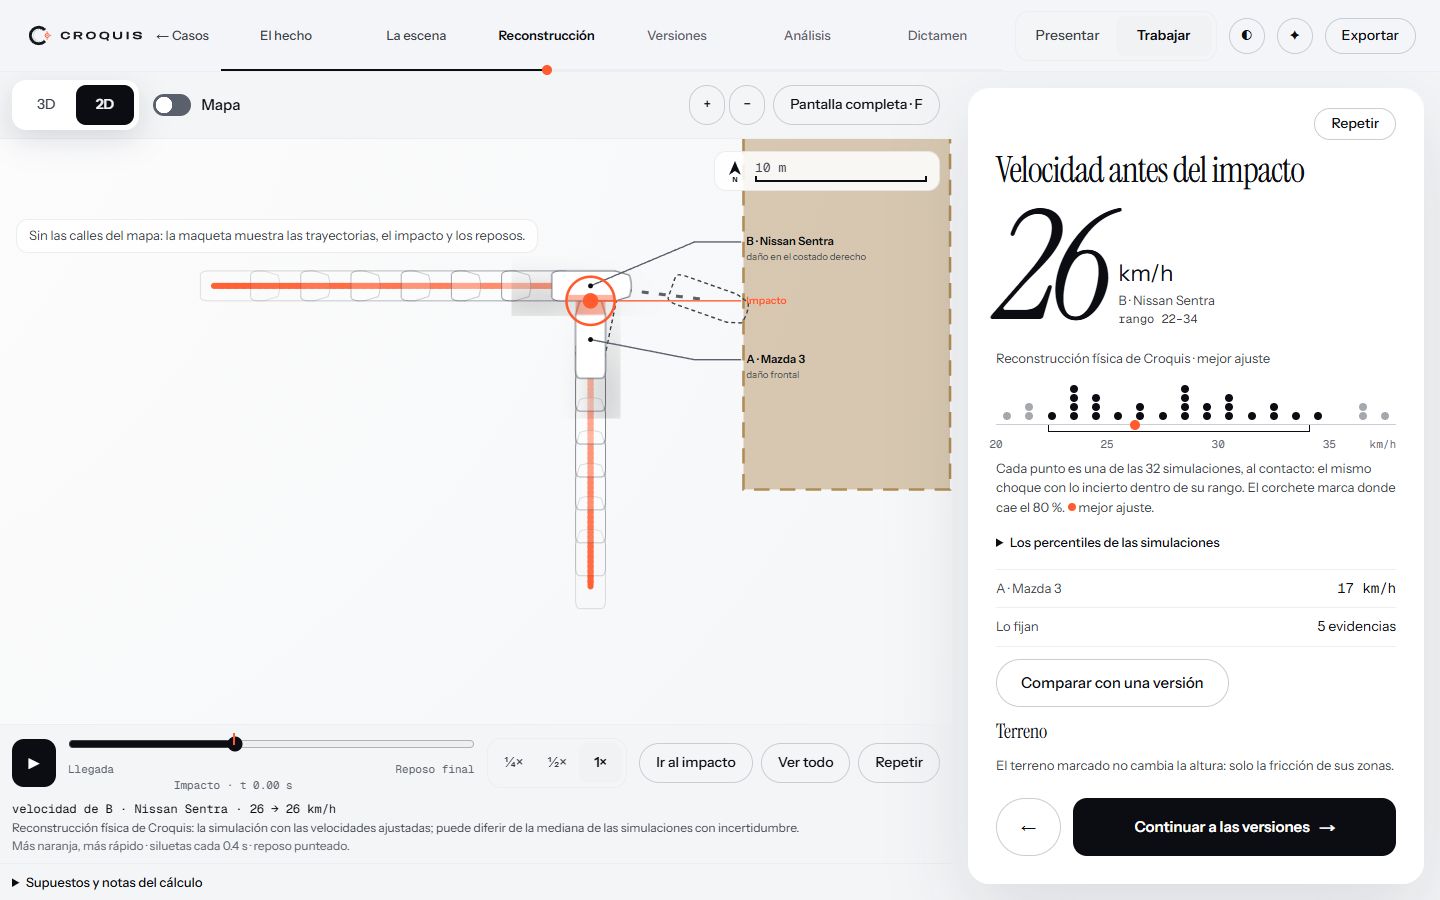 CROQUIS
← Casos
El hecho
La escena
Reconstrucción
Versiones
Análisis
Dictamen
Presentar
Trabajar
Exportar
3D
2D
Mapa
+
−
Pantalla completa · F
N
10 m
Sin las calles del mapa: la maqueta muestra las trayectorias, el impacto y los reposos.
B · Nissan Sentra
daño en el costado derecho
Impacto
A · Mazda 3
daño frontal
Llegada
Reposo final
Impacto · t 0.00 s
¼×
½×
1×
Ir al impacto
Ver todo
Repetir
velocidad de B · Nissan Sentra · 26 → 26 km/h
Reconstrucción física de Croquis: la simulación con las velocidades ajustadas; puede diferir de la mediana de las simulaciones con incertidumbre.
Más naranja, más rápido · siluetas cada 0.4 s · reposo punteado.
Supuestos y notas del cálculo
Repetir
Velocidad antes del impacto
26
km/h
B · Nissan Sentra
rango 22–34
Reconstrucción física de Croquis · mejor ajuste
20
25
30
35
km/h
Cada punto es una de las 32 simulaciones, al contacto: el mismo
choque con lo incierto dentro de su rango. El corchete marca donde
cae el 80 %. mejor ajuste.
Los percentiles de las simulaciones
A · Mazda 3
17 km/h
Lo fijan
5 evidencias
Comparar con una versión
Terreno
El terreno marcado no cambia la altura: solo la fricción de sus zonas.
←
Continuar a las versiones →